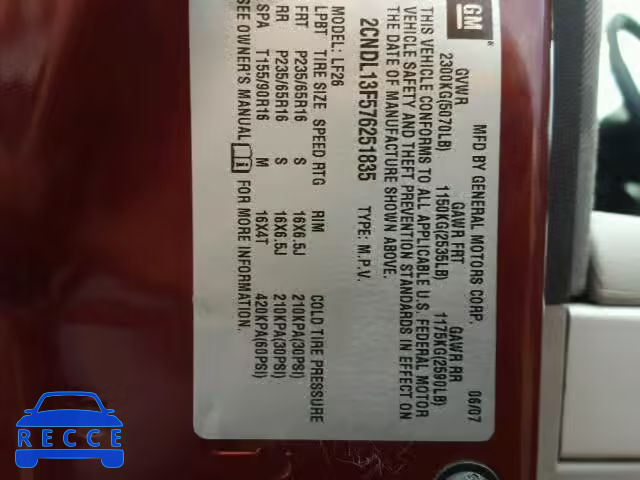 GM
®
MFD BY GENERAL MOTORS CORP. 06/07
GVWR GAWR FRT GAWR RR
2300KG(5070LB) 1150KG(2535LB) 1175KG(2590LB)
THIS VEHICLE CONFORMS TO ALL APPLICABLE U.S. FEDERAL MOTOR
VEHICLE SAFETY AND THEFT PREVENTION STANDARDS IN EFFECT ON
THE DATE OF MANUFACTURE SHOWN ABOVE.
2CNDL13F576251835 TYPE: M.P.V.
MODEL: LF26
LPBT TIRE SIZE SPEED RTG RIM COLD TIRE PRESSURE
FRT P235/65R16 S 16X6.5J 210KPA(30PSI)
RR P235/65R16 S 16X6.5J 210KPA(30PSI)
SPA T155/90R16 M 16X4T 420KPA(60PSI)
SEE OWNER'S MANUAL FOR MORE INFORMATION.
RECCE